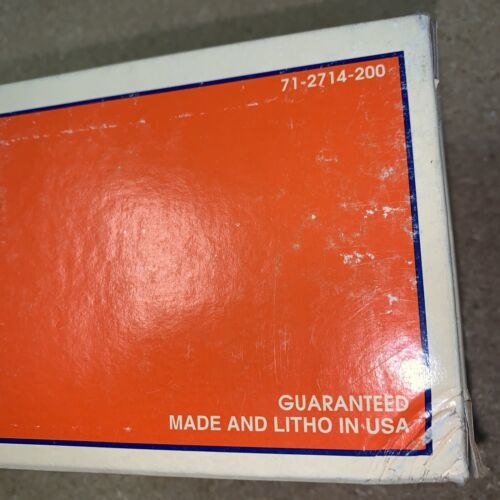 71-2714-200
GUARANTEED
MADE AND LITHO IN USA